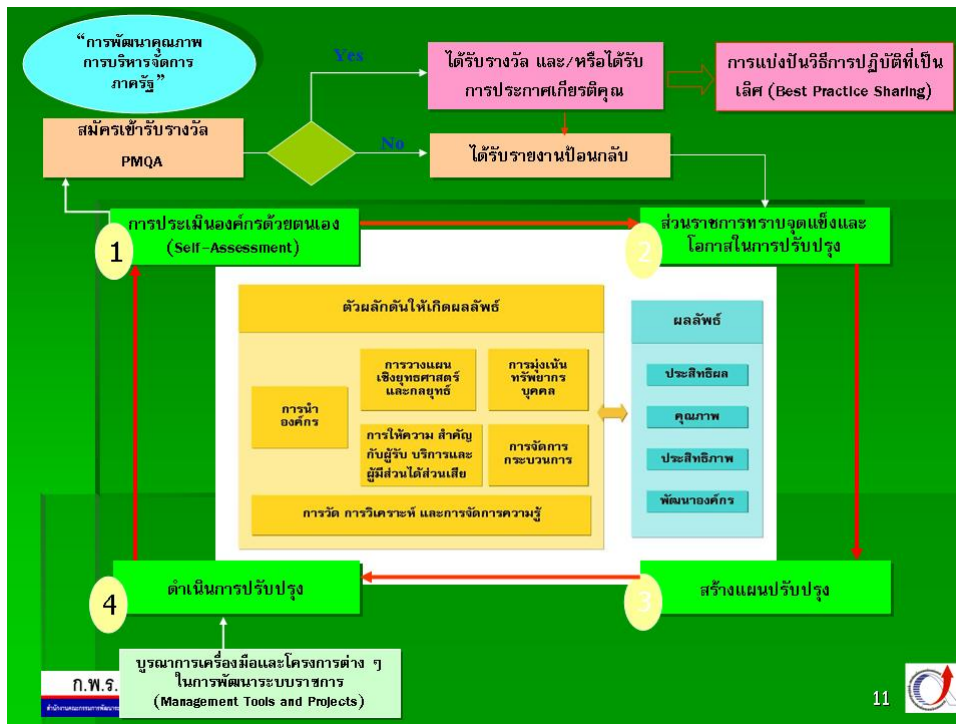 “การพัฒนาคุณภาพ
การบริหารจัดการ
ภาครัฐ”
Yes
ได้รับรางวัล และ/หรือได้รับ
การประกาศเกียรติคุณ
การแบ่งปันวิธีการปฏิบัติที่เป็น
เลิศ (Best Practice Sharing)
สมัครเข้ารับรางวัล
PMQA
No
ได้รับรายงานป้อนกลับ
1
การประเมินองค์กรด้วยตนเอง
(Self-Assessment)
2
ส่วนราชการทราบจุดแข็งและ
โอกาสในการปรับปรุง
ตัวผลักดันให้เกิดผลลัพธ์
การนำ
องค์กร
การวางแผน
เชิงยุทธศาสตร์
และกลยุทธ์
การมุ่งเน้น
ทรัพยากร
บุคคล
การให้ความ สำคัญ
กับผู้รับ บริการและ
ผู้มีส่วนได้ส่วนเสีย
การจัดการ
กระบวนการ
การวัด การวิเคราะห์ และการจัดการความรู้
ผลลัพธ์
ประสิทธิผล
คุณภาพ
ประสิทธิภาพ
พัฒนาองค์กร
4
ดำเนินการปรับปรุง
3
สร้างแผนปรับปรุง
บูรณาการเครื่องมือและโครงการต่าง ๆ
ในการพัฒนาระบบราชการ
(Management Tools and Projects)
ก.พ.ร.
11